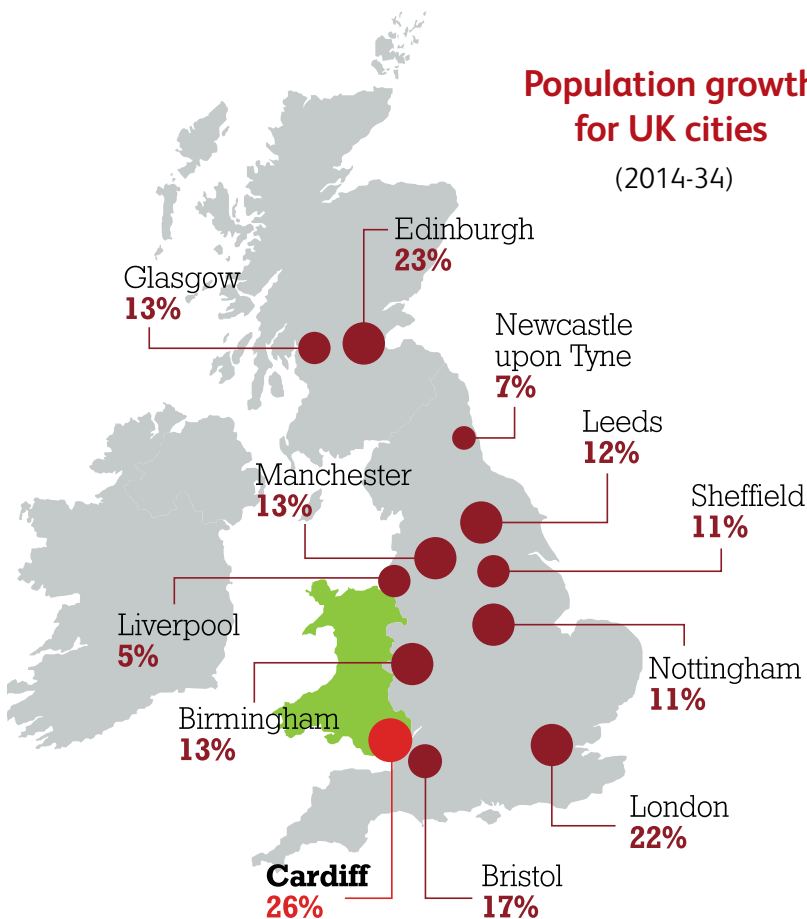 Population growth
for UK cities
(2014-34)
Edinburgh
23%
Glasgow
13%
Newcastle
upon Tyne
7%
Leeds
12%
Manchester
13%
Sheffield
11%
Liverpool
5%
Nottingham
11%
Birmingham
13%
London
22%
Cardiff
26%
Bristol
17%